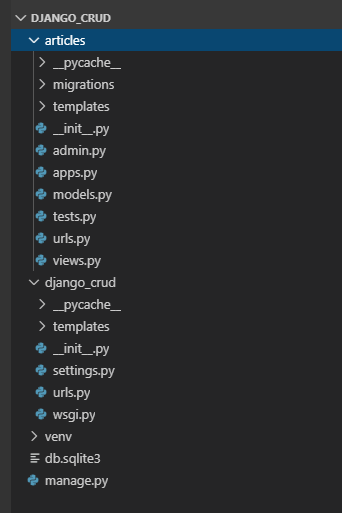 DJANGO_CRUD
articles
__pycache__
migrations
templates
__init__.py
admin.py
apps.py
models.py
tests.py
urls.py
views.py
django_crud
__pycache__
templates
__init__.py
settings.py
urls.py
wsgi.py
venv
db.sqlite3
manage.py